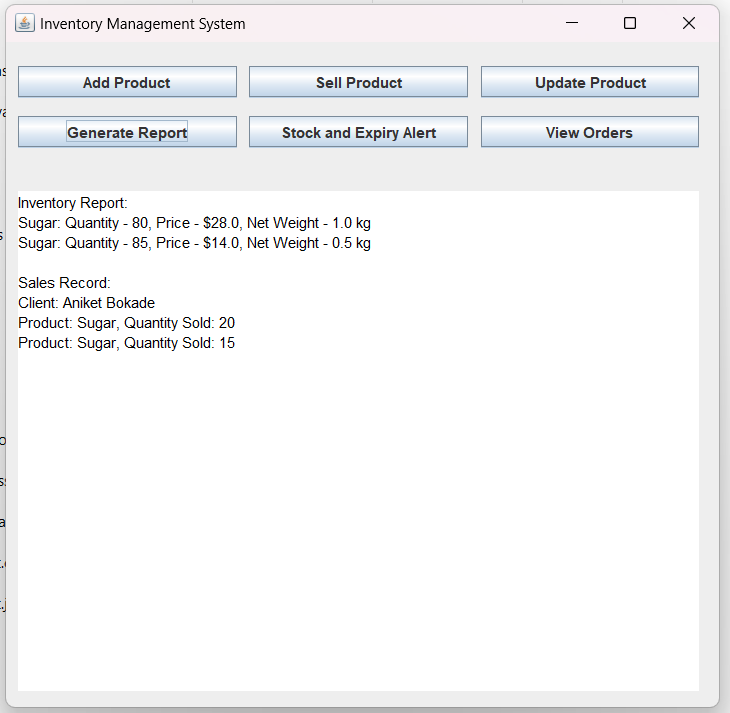 Inventory Management System
Add Product
Sell Product
Update Product
Generate Report
Stock and Expiry Alert
View Orders
Inventory Report:
Sugar: Quantity - 80, Price - $28.0, Net Weight - 1.0 kg
Sugar: Quantity - 85, Price - $14.0, Net Weight - 0.5 kg
Sales Record:
Client: Aniket Bokade
Product: Sugar, Quantity Sold: 20
Product: Sugar, Quantity Sold: 15